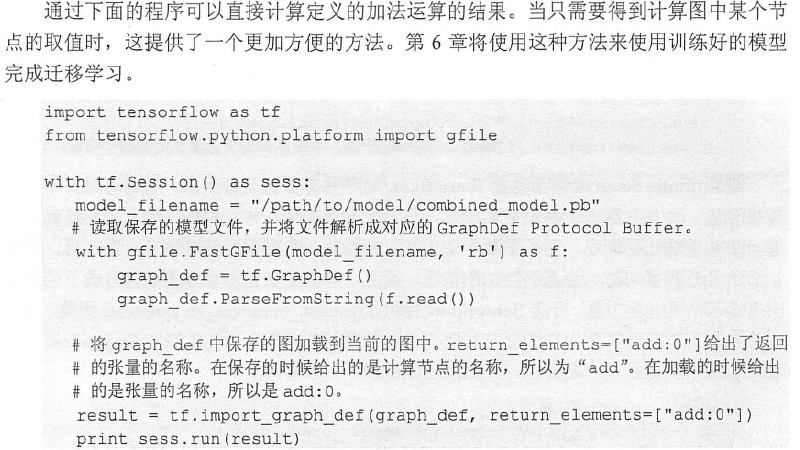 通过下面的程序可以直接计算定义的加法运算的结果。当只需要得到计算图中某个节
点的取值时，这提供了一个更加方便的方法。第 6 章将使用这种方法来使用训练好的模型
完成迁移学习。
import tensorflow as tf
from tensorflow.python.platform import gfile
with tf.Session() as sess:
model_filename = "/path/to/model/combined_model.pb"
# 读取保存的模型文件，并将文件解析成对应的 GraphDef Protocol Buffer。
with gfile.FastGFile(model_filename, 'rb') as f:
graph_def = tf.GraphDef()
graph_def.ParseFromString(f.read())
# 将 graph_def 中保存的图加载到当前的图中。return_elements=["add:0"]给出了返回
# 的张量的名称。在保存的时候给出的是计算节点的名称，所以为“add”。在加载的时候给出
# 的是张量的名称，所以是 add:0。
result = tf.import_graph_def(graph_def, return_elements=["add:0"])
print sess.run(result)